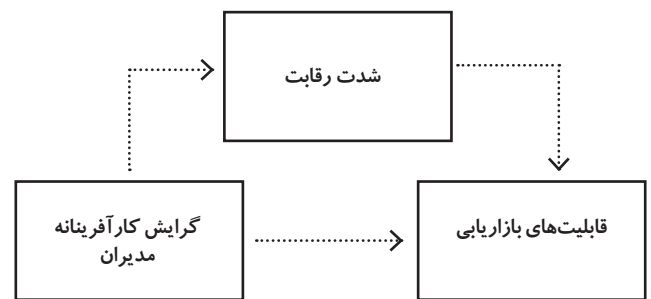 شدت رقابت
گرایش کارآفرینانه
مدیران
قابلیت‌های بازاریابی